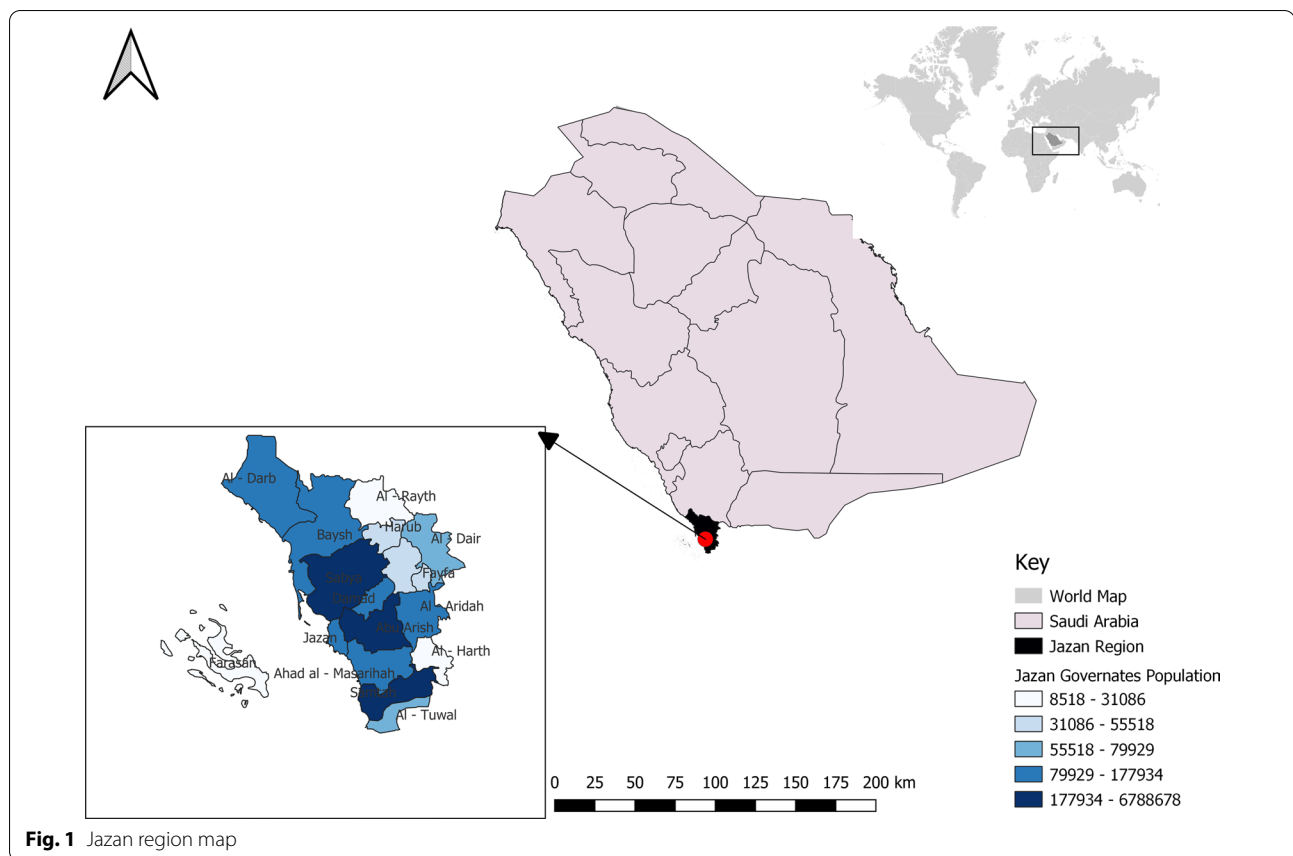 Al - Darb
Al - Rayth
Harub
Baysh
Al - Dair
Sabya
Fayfa
Damad
Al - Aridah
Abu Arish
Jazan
Al - Harth
Farasan
Ahad al - Masarihah
Samtah
Al - Tuwal
0 25 50 75 100 125 150 175 200 km
Key
World Map
Saudi Arabia
Jazan Region
Jazan Governates Population
8518 - 31086
31086 - 55518
55518 - 79929
79929 - 177934
177934 - 6788678
Fig. 1 Jazan region map